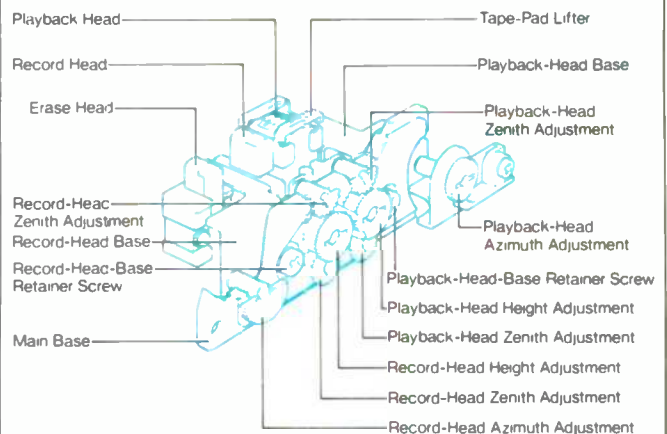 Playback Head
Record Head
Erase Head
Record-Heac
Zenith Adjustment
Record-Head Base
Record-Heac-Base
Retainer Screw
Main Base
Tape-Pad Lifter
Playback-Head Base
Playback-Head
Zenith Adjustment
Playback-Head
Azimuth Adjustment
Playback-Head-Base Retainer Screw
Playback-Head Height Adjustment
Playback-Head Zenith Adjustment
Record-Head Height Adjustment
Record-Head Zenith Adjustment
Record-Head Azimuth Adjustment